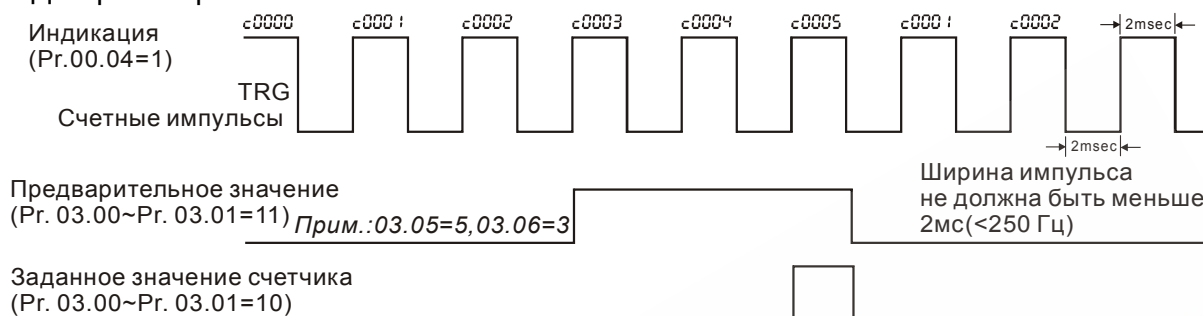 c0000 c0001 c0002 c0003 c0004 c0005 c0001 c0002 2msec
Индикация
(Pr.00.04=1)
TRG
Счетные импульсы
2msec
Ширина импульса
не должна быть меньше
2мс(<250 Гц)
Предварительное значение
(Pr. 03.00~Pr. 03.01=11) Прим.:03.05=5,03.06=3
Заданное значение счетчика
(Pr. 03.00~Pr. 03.01=10)